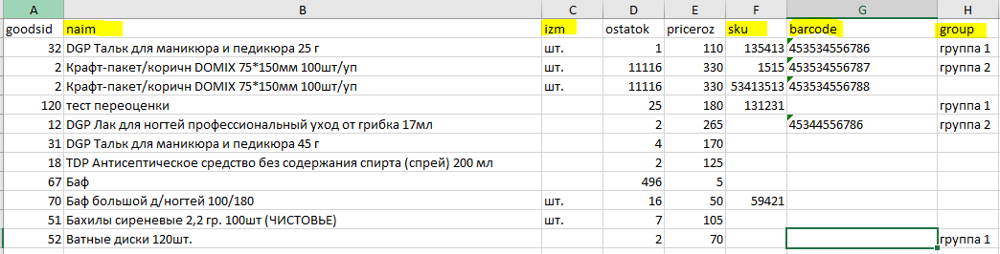 A B C D E F G H
goodsid naim izm ostatok priceroz sku barcode group
32 DGP Тальк для маникюра и педикюра 25 г шт. 1 110 135413 453534556786 группа 1
2 Крафт-пакет/коричн DOMIX 75*150мм 100шт/уп шт. 11116 330 1515 453534556787 группа 2
2 Крафт-пакет/коричн DOMIX 75*150мм 100шт/уп шт. 11116 330 53413513 453534556788
120 тест переоценки 25 180 131231 группа 1
12 DGP Лак для ногтей профессиональный уход от грибка 17мл 2 265 45344556786 группа 2
31 DGP Тальк для маникюра и педикюра 45 г 4 170
18 TDP Антисептическое средство без содержания спирта (спрей) 200 мл 2 125
67 Баф 496 5
70 Баф большой д/ногтей 100/180 шт. 16 50 59421
51 Бахилы сиреневые 2,2 гр. 100шт (ЧИСТОВЬЕ) шт. 7 105
52 Ватные диски 120шт. 2 70 группа 1